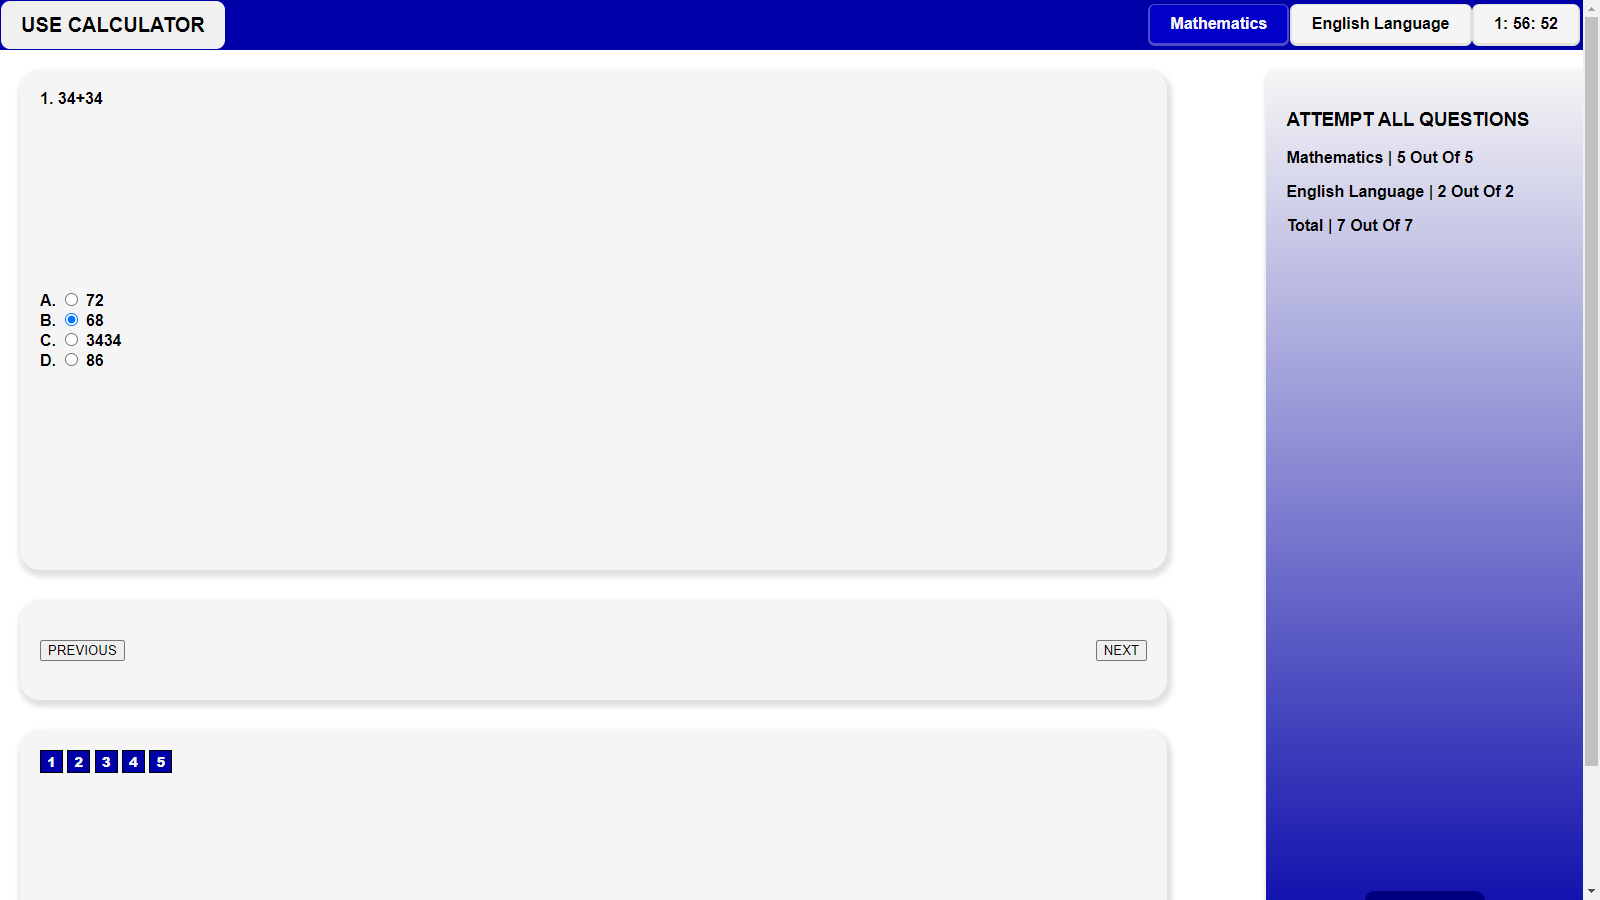 USE CALCULATOR
Mathematics
English Language
1: 56: 52
1. 34+34
A. 72
B. 68
C. 3434
D. 86
PREVIOUS
NEXT
1 2 3 4 5
ATTEMPT ALL QUESTIONS
Mathematics | 5 Out Of 5
English Language | 2 Out Of 2
Total | 7 Out Of 7